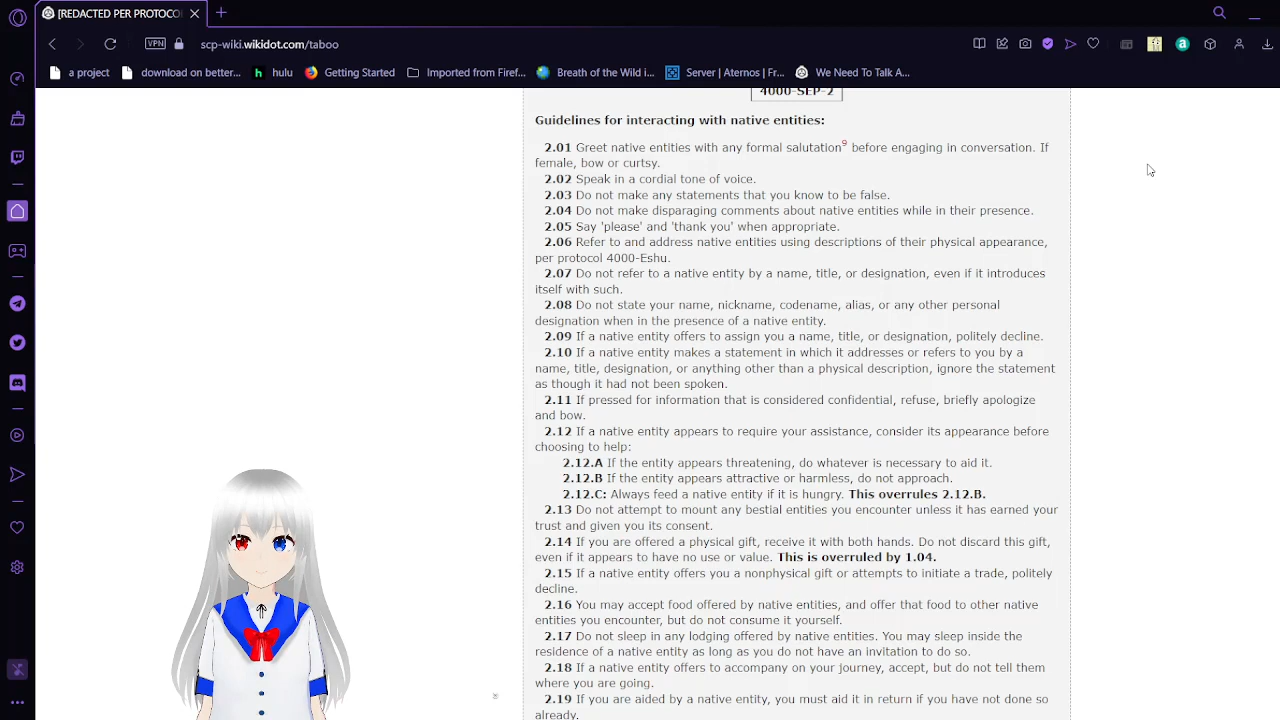 [REDACTED PER PROTOCO
VPN
scp-wiki.wikidot.com/taboo
a project
download on better...
hulu
Getting Started
Imported from Firef...
Breath of the Wild i...
Server | Aternos | Fr...
We Need To Talk A...
4000-SEP-2
Guidelines for interacting with native entities:
2.01 Greet native entities with any formal salutation9 before engaging in conversation. If
female, bow or curtsy.
2.02 Speak in a cordial tone of voice.
2.03 Do not make any statements that you know to be false.
2.04 Do not make disparaging comments about native entities while in their presence.
2.05 Say 'please' and 'thank you' when appropriate.
2.06 Refer to and address native entities using descriptions of their physical appearance,
per protocol 4000-Eshu.
2.07 Do not refer to a native entity by a name, title, or designation, even if it introduces
itself with such.
2.08 Do not state your name, nickname, codename, alias, or any other personal
designation when in the presence of a native entity.
2.09 If a native entity offers to assign you a name, title, or designation, politely decline.
2.10 If a native entity makes a statement in which it addresses or refers to you by a
name, title, designation, or anything other than a physical description, ignore the statement
as though it had not been spoken.
2.11 If pressed for information that is considered confidential, refuse, briefly apologize
and bow.
2.12 If a native entity appears to require your assistance, consider its appearance before
choosing to help:
2.12.A If the entity appears threatening, do whatever is necessary to aid it.
2.12.B If the entity appears attractive or harmless, do not approach.
2.12.C: Always feed a native entity if it is hungry. This overrules 2.12.B.
2.13 Do not attempt to mount any bestial entities you encounter unless it has earned your
trust and given you its consent.
2.14 If you are offered a physical gift, receive it with both hands. Do not discard this gift,
even if it appears to have no use or value. This is overruled by 1.04.
2.15 If a native entity offers you a nonphysical gift or attempts to initiate a trade, politely
decline.
2.16 You may accept food offered by native entities, and offer that food to other native
entities you encounter, but do not consume it yourself.
2.17 Do not sleep in any lodging offered by native entities. You may sleep inside the
residence of a native entity as long as you do not have an invitation to do so.
2.18 If a native entity offers to accompany on your journey, accept, but do not tell them
where you are going.
2.19 If you are aided by a native entity, you must aid it in return if you have not done so
already.